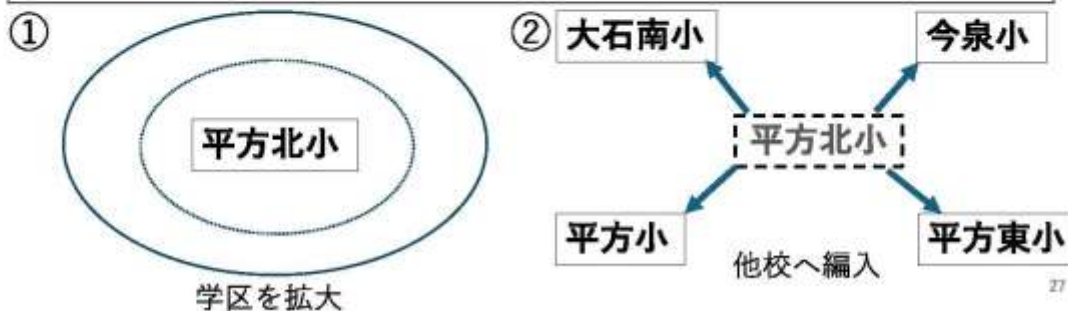 ①
平方北小
学区を拡大
②
大石南小
今泉小
平方北小
平方小
平方東小
他校へ編入
27